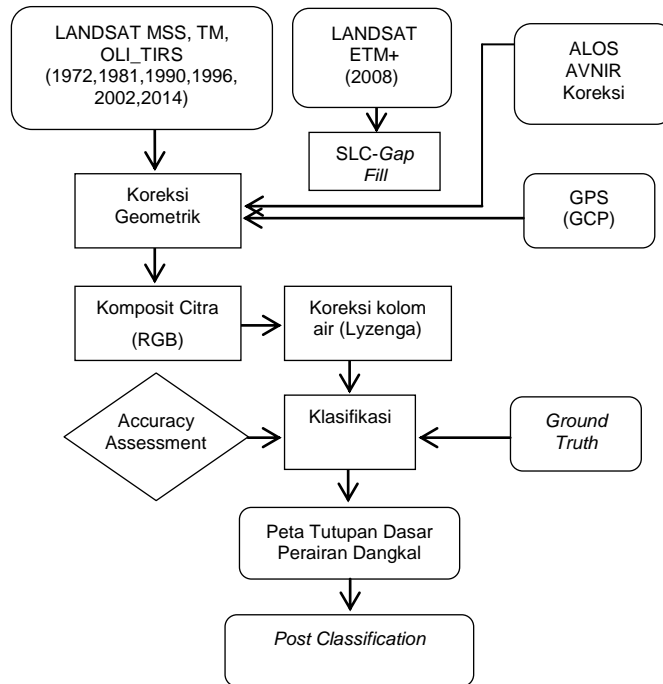 LANDSAT MSS, TM,
OLI_TIRS
(1972,1981,1990,1996,
2002,2014)
LANDSAT
ETM+
(2008)
ALOS
AVNIR
Koreksi
SLC-Gap
Fill
Koreksi
Geometrik
GPS
(GCP)
Komposit Citra
(RGB)
Koreksi kolom
air (Lyzenga)
Accuracy
Assessment
Klasifikasi
Ground
Truth
Peta Tutupan Dasar
Perairan Dangkal
Post Classification